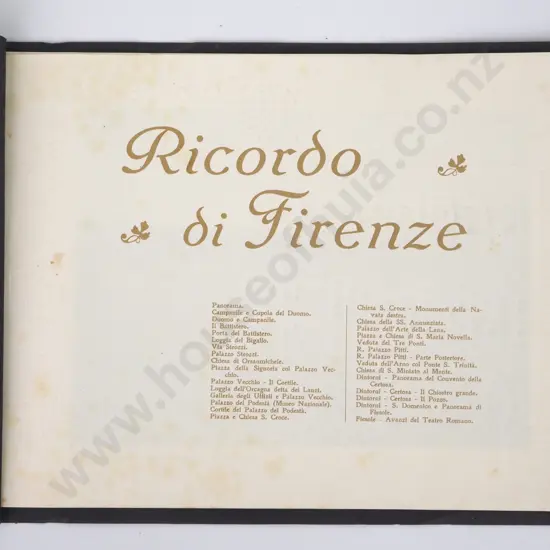 Ricordo
di Firenze
Panorama.
Campanile e Cupola del Duomo.
Duomo e Campanile.
Il Battistero.
Porta del Battistero.
Loggia del Bigallo.
Via Strozzi.
Palazzo Strozzi.
Chiesa di Orsanmichele.
Piazza della Signoria col Palazzo Vec-
chio.
Palazzo Vecchio - Il Cortile.
Loggia dell'Orcagna detta dei Lanzi.
Galleria degli Uffizi e Palazzo Vecchio.
Palazzo del Podestà (Museo Nazionale).
Cortile del Palazzo del Podestà.
Piazza e Chiesa S. Croce.
Chiesa S. Croce - Monumenti della Na-
vata destra.
Chiesa della SS. Annunziata.
Palazzo dell'Arte della Lana.
Piazza e Chiesa di S. Maria Novella.
Veduta dei Tre Ponti.
R. Palazzo Pitti.
R. Palazzo Pitti - Parte Posteriore.
Veduta dell'Arno col Ponte S. Trinità.
Chiesa di S. Miniato al Monte.
Dintorni - Panorama del Convento della
Certosa.
Dintorni - Certosa - Il Chiostro grande.
Dintorni - Certosa - Il Pozzo.
Dintorni - S. Domenico e Panorama di
Fiesole.
Fiesole - Avanzi del Teatro Romano.
www.houseofhuia.co.nz